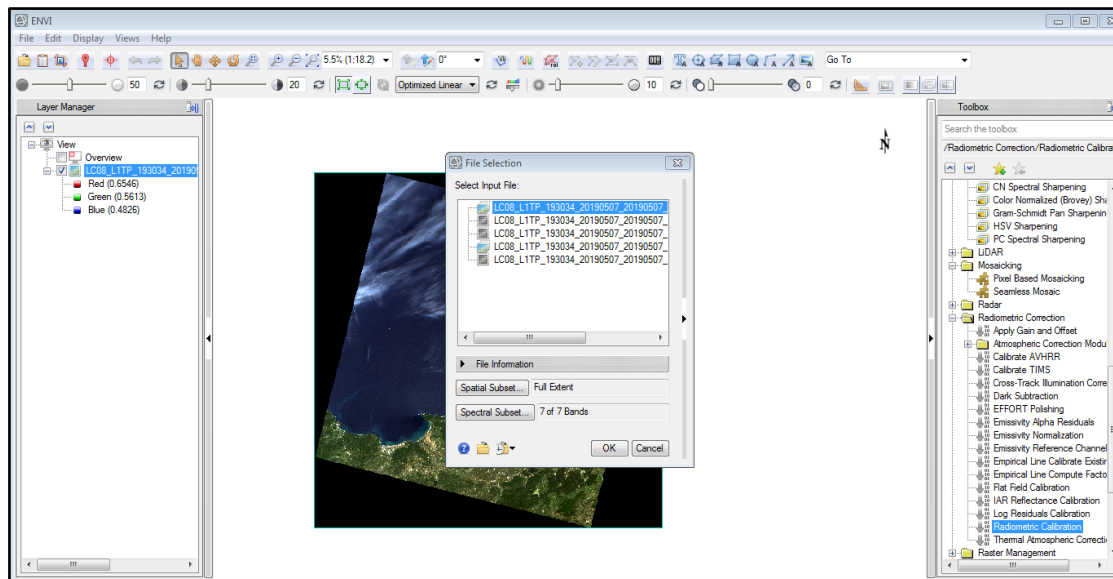 ENVI
File Edit Display Views Help
5.5% (1:18.2) 0° Go To
50 20 Optimized Linear 10 0
Layer Manager
View
Overview
LC08_L1TP_193034_20190
Red (0.6546)
Green (0.5613)
Blue (0.4826)
N
File Selection
Select Input File:
LC08_L1TP_193034_20190507_20190507_
LC08_L1TP_193034_20190507_20190507_
LC08_L1TP_193034_20190507_20190507_
LC08_L1TP_193034_20190507_20190507_
LC08_L1TP_193034_20190507_20190507_
File Information
Spatial Subset... Full Extent
Spectral Subset... 7 of 7 Bands
OK Cancel
Toolbox
Search the toolbox
/Radiometric Correction/Radiometric Calibra
CN Spectral Sharpening
Color Normalized (Brovey) Sha
Gram-Schmidt Pan Sharpenin
HSV Sharpening
PC Spectral Sharpening
LiDAR
Mosaicking
Pixel Based Mosaicking
Seamless Mosaic
Radar
Radiometric Correction
Apply Gain and Offset
Atmospheric Correction Modu
Calibrate AVHRR
Calibrate TIMS
Cross-Track Illumination Corre
Dark Subtraction
EFFORT Polishing
Emissivity Alpha Residuals
Emissivity Normalization
Emissivity Reference Channel
Empirical Line Calibrate Existin
Empirical Line Compute Facto
Flat Field Calibration
IAR Reflectance Calibration
Log Residuals Calibration
Radiometric Calibration
Thermal Atmospheric Correcti
Raster Management